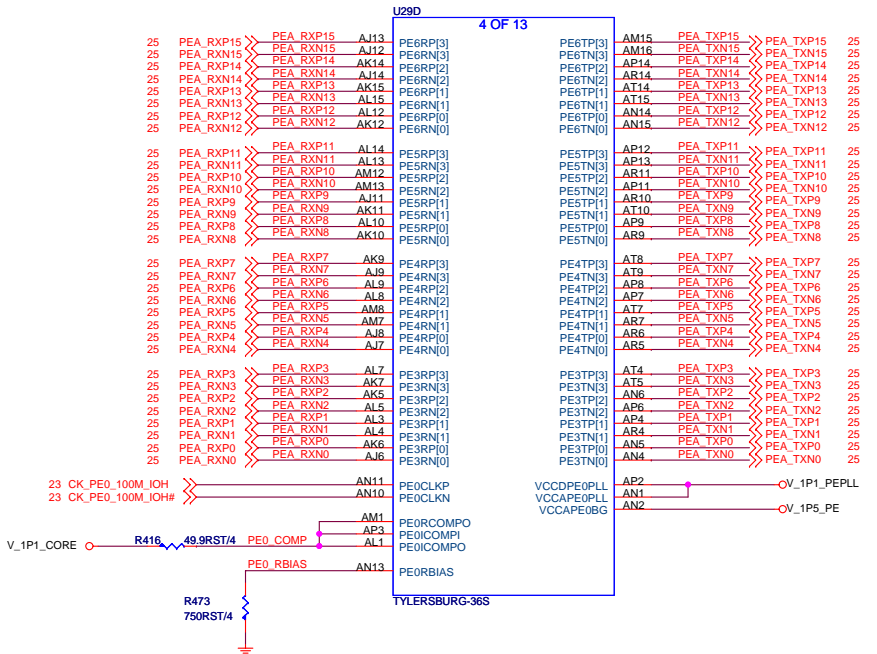 U29D
4 OF 13
25 PEA_RXP15 PEA_RXP15 AJ13 PE6RP[3] PE6TP[3] AM15 PEA_TXP15 PEA_TXP15 25
25 PEA_RXN15 PEA_RXN15 AJ12 PE6RN[3] PE6TN[3] AM16 PEA_TXN15 PEA_TXN15 25
25 PEA_RXP14 PEA_RXP14 AK14 PE6RP[2] PE6TP[2] AP14 PEA_TXP14 PEA_TXP14 25
25 PEA_RXN14 PEA_RXN14 AJ14 PE6RN[2] PE6TN[2] AR14 PEA_TXN14 PEA_TXN14 25
25 PEA_RXP13 PEA_RXP13 AK15 PE6RP[1] PE6TP[1] AT14 PEA_TXP13 PEA_TXP13 25
25 PEA_RXN13 PEA_RXN13 AL15 PE6RN[1] PE6TN[1] AT15 PEA_TXN13 PEA_TXN13 25
25 PEA_RXP12 PEA_RXP12 AL12 PE6RP[0] PE6TP[0] AN14 PEA_TXP12 PEA_TXP12 25
25 PEA_RXN12 PEA_RXN12 AK12 PE6RN[0] PE6TN[0] AN15 PEA_TXN12 PEA_TXN12 25
25 PEA_RXP11 PEA_RXP11 AL14 PE5RP[3] PE5TP[3] AP12 PEA_TXP11 PEA_TXP11 25
25 PEA_RXN11 PEA_RXN11 AL13 PE5RN[3] PE5TN[3] AP13 PEA_TXN11 PEA_TXN11 25
25 PEA_RXP10 PEA_RXP10 AM12 PE5RP[2] PE5TP[2] AR11 PEA_TXP10 PEA_TXP10 25
25 PEA_RXN10 PEA_RXN10 AM13 PE5RN[2] PE5TN[2] AP11 PEA_TXN10 PEA_TXN10 25
25 PEA_RXP9 PEA_RXP9 AJ11 PE5RP[1] PE5TP[1] AR10 PEA_TXP9 PEA_TXP9 25
25 PEA_RXN9 PEA_RXN9 AK11 PE5RN[1] PE5TN[1] AT10 PEA_TXN9 PEA_TXN9 25
25 PEA_RXP8 PEA_RXP8 AL10 PE5RP[0] PE5TP[0] AP9 PEA_TXP8 PEA_TXP8 25
25 PEA_RXN8 PEA_RXN8 AK10 PE5RN[0] PE5TN[0] AR9 PEA_TXN8 PEA_TXN8 25
25 PEA_RXP7 PEA_RXP7 AK9 PE4RP[3] PE4TP[3] AT8 PEA_TXP7 PEA_TXP7 25
25 PEA_RXN7 PEA_RXN7 AJ9 PE4RN[3] PE4TN[3] AT9 PEA_TXN7 PEA_TXN7 25
25 PEA_RXP6 PEA_RXP6 AL9 PE4RP[2] PE4TP[2] AP8 PEA_TXP6 PEA_TXP6 25
25 PEA_RXN6 PEA_RXN6 AL8 PE4RN[2] PE4TN[2] AP7 PEA_TXN6 PEA_TXN6 25
25 PEA_RXP5 PEA_RXP5 AM8 PE4RP[1] PE4TP[1] AT7 PEA_TXP5 PEA_TXP5 25
25 PEA_RXN5 PEA_RXN5 AM7 PE4RN[1] PE4TN[1] AR7 PEA_TXN5 PEA_TXN5 25
25 PEA_RXP4 PEA_RXP4 AJ8 PE4RP[0] PE4TP[0] AR6 PEA_TXP4 PEA_TXP4 25
25 PEA_RXN4 PEA_RXN4 AJ7 PE4RN[0] PE4TN[0] AR5 PEA_TXN4 PEA_TXN4 25
25 PEA_RXP3 PEA_RXP3 AL7 PE3RP[3] PE3TP[3] AT4 PEA_TXP3 PEA_TXP3 25
25 PEA_RXN3 PEA_RXN3 AK7 PE3RN[3] PE3TN[3] AT5 PEA_TXN3 PEA_TXN3 25
25 PEA_RXP2 PEA_RXP2 AK5 PE3RP[2] PE3TP[2] AN6 PEA_TXP2 PEA_TXP2 25
25 PEA_RXN2 PEA_RXN2 AL5 PE3RN[2] PE3TN[2] AP6 PEA_TXN2 PEA_TXN2 25
25 PEA_RXP1 PEA_RXP1 AL3 PE3RP[1] PE3TP[1] AP4 PEA_TXP1 PEA_TXP1 25
25 PEA_RXN1 PEA_RXN1 AL4 PE3RN[1] PE3TN[1] AR4 PEA_TXN1 PEA_TXN1 25
25 PEA_RXP0 PEA_RXP0 AK6 PE3RP[0] PE3TP[0] AN5 PEA_TXP0 PEA_TXP0 25
25 PEA_RXN0 PEA_RXN0 AJ6 PE3RN[0] PE3TN[0] AN4 PEA_TXN0 PEA_TXN0 25
23 CK_PE0_100M_IOH AN11 PE0CLKP VCCDPE0PLL AP2 V_1P1_PEPLL
23 CK_PE0_100M_IOH# AN10 PE0CLKN VCCAPE0PLL AN1
VCCAPE0BG AN2 V_1P5_PE
AM1 PE0RCOMPO
AP3 PE0ICOMPI
V_1P1_CORE R416 49.9RST/4 PE0_COMP AL1 PE0ICOMPO
PE0_RBIAS AN13 PE0RBIAS
R473
750RST/4
TYLERSBURG-36S